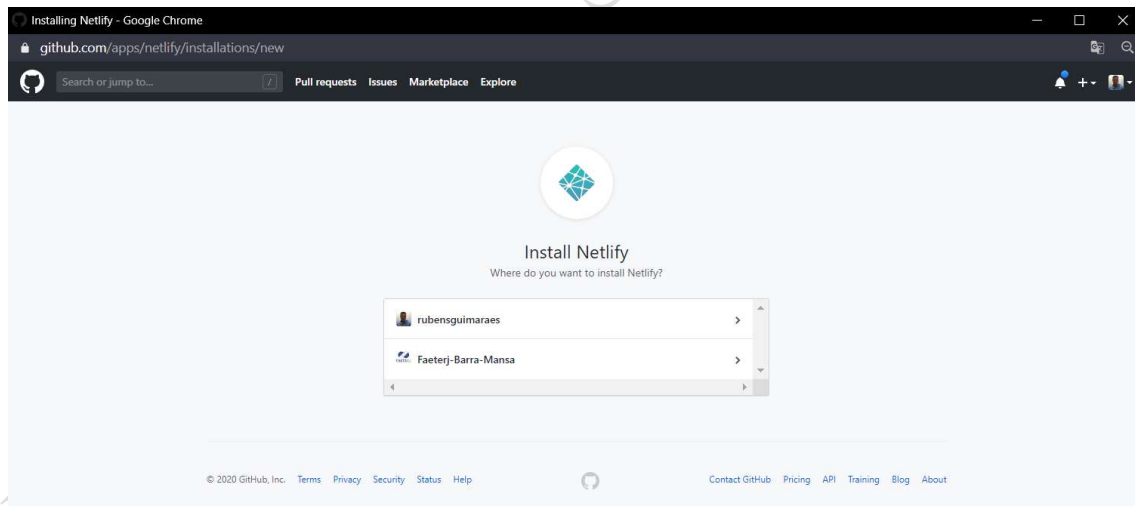 Installing Netlify - Google Chrome
github.com/apps/netlify/installations/new
Search or jump to... / Pull requests Issues Marketplace Explore
Install Netlify
Where do you want to install Netlify?
rubensguimaraes
Faeterj-Barra-Mansa
© 2020 GitHub, Inc. Terms Privacy Security Status Help Contact GitHub Pricing API Training Blog About